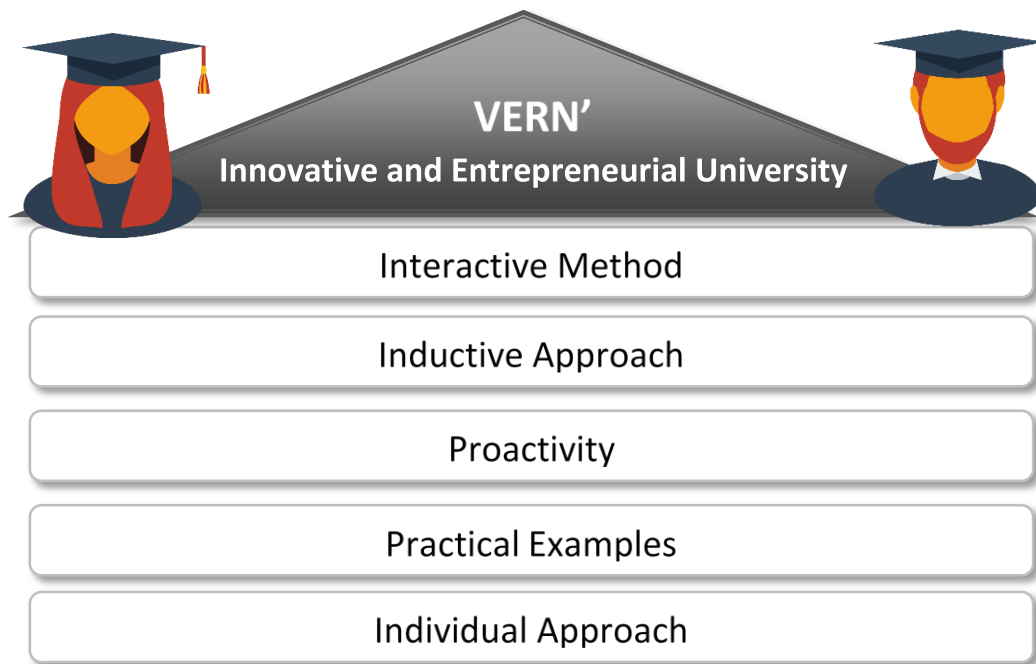 VERN’
Innovative and Entrepreneurial University
Interactive Method
Inductive Approach
Proactivity
Practical Examples
Individual Approach